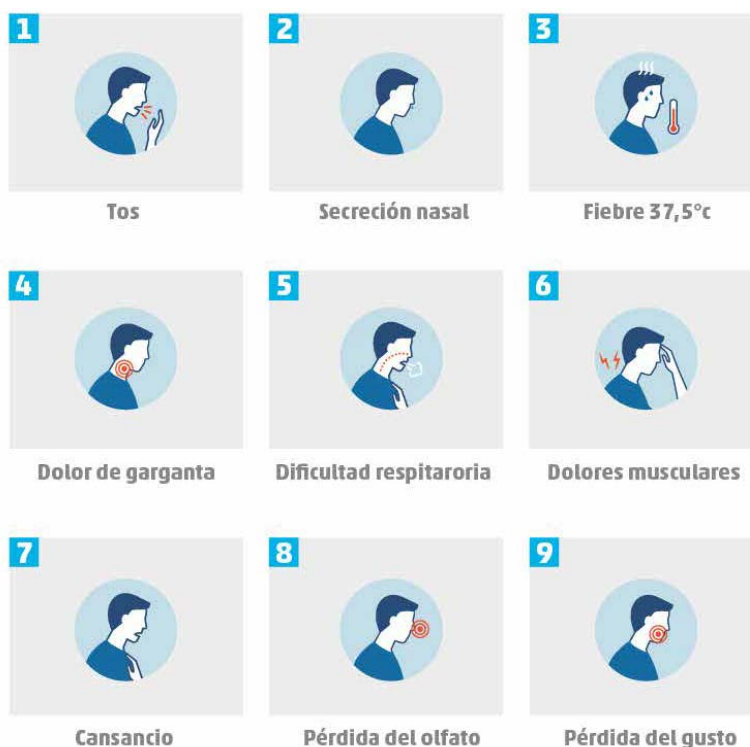 1
2
3
Tos
Secreción nasal
Fiebre 37,5°c
4
5
6
Dolor de garganta
Dificultad respitaroria
Dolores musculares
7
8
9
Cansancio
Pérdida del olfato
Pérdida del gusto